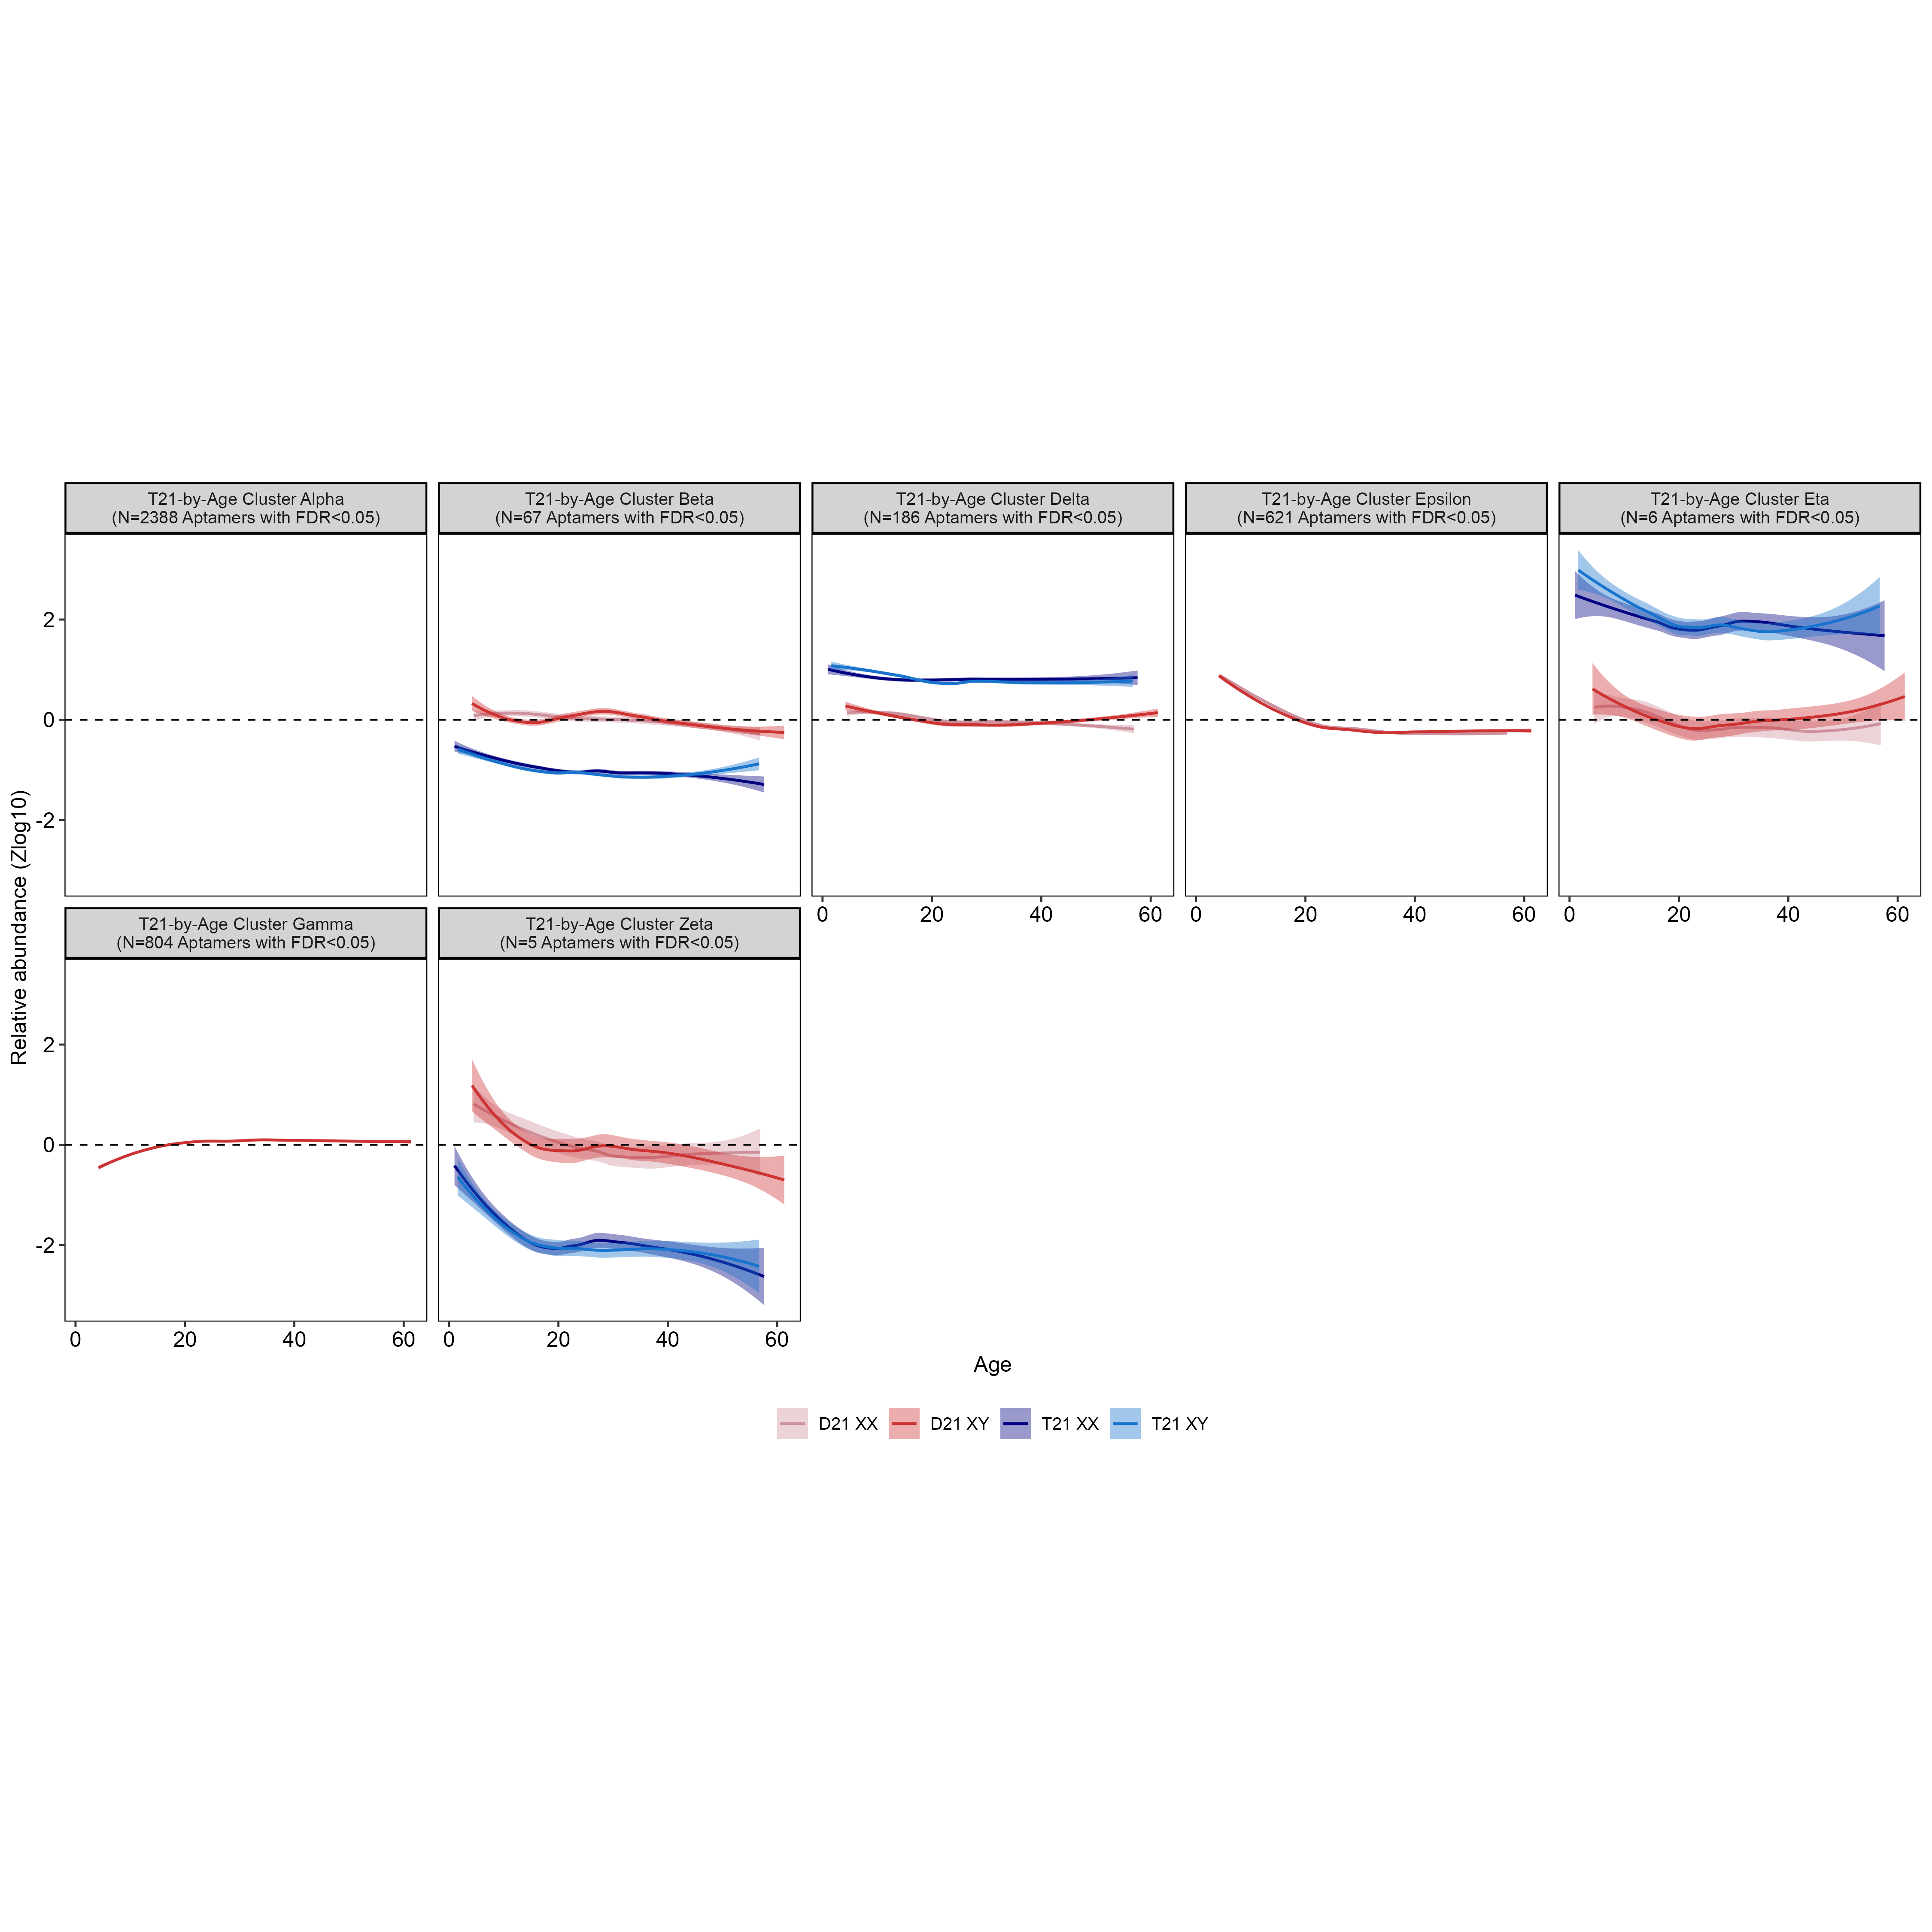 T21-by-Age Cluster Alpha
(N=2388 Aptamers with FDR<0.05)
T21-by-Age Cluster Beta
(N=67 Aptamers with FDR<0.05)
T21-by-Age Cluster Delta
(N=186 Aptamers with FDR<0.05)
T21-by-Age Cluster Epsilon
(N=621 Aptamers with FDR<0.05)
T21-by-Age Cluster Eta
(N=6 Aptamers with FDR<0.05)
2
0
-2
0 20 40 60
0 20 40 60
0 20 40 60
T21-by-Age Cluster Gamma
(N=804 Aptamers with FDR<0.05)
T21-by-Age Cluster Zeta
(N=5 Aptamers with FDR<0.05)
2
0
-2
0 20 40 60
0 20 40 60
Relative abundance (Zlog10)
Age
D21 XX D21 XY T21 XX T21 XY